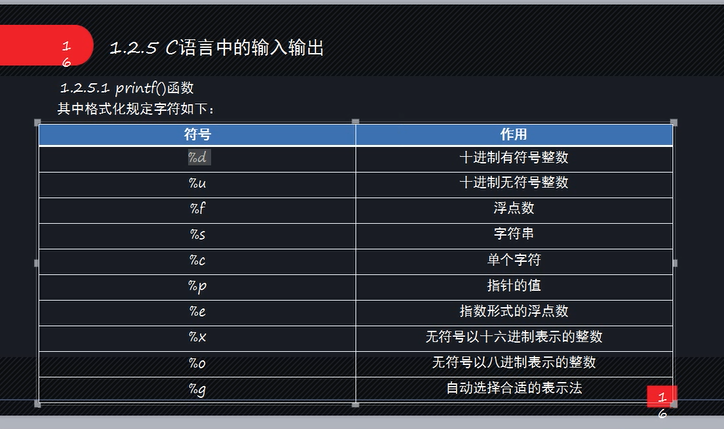 16
1.2.5 C语言中的输入输出
1.2.5.1 printf()函数
其中格式化规定字符如下：
符号 作用
%d 十进制有符号整数
%u 十进制无符号整数
%f 浮点数
%s 字符串
%c 单个字符
%p 指针的值
%e 指数形式的浮点数
%x 无符号以十六进制表示的整数
%o 无符号以八进制表示的整数
%g 自动选择合适的表示法
16